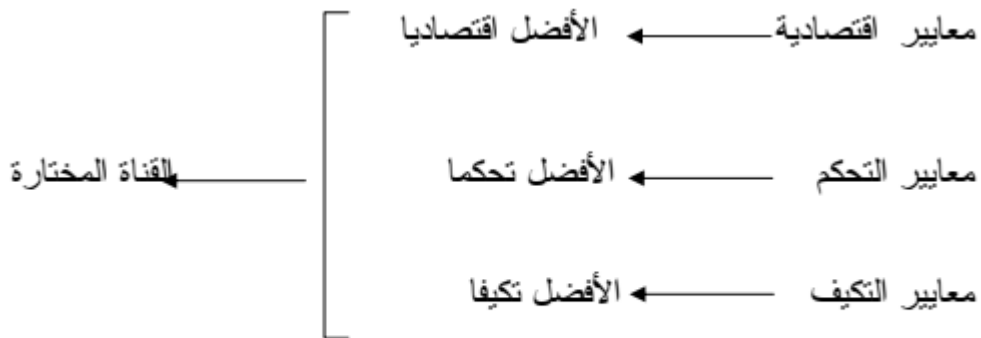 معايير اقتصادية الأفضل اقتصاديا
معايير التحكم الأفضل تحكما القناة المختارة
معايير التكيف الأفضل تكيفا